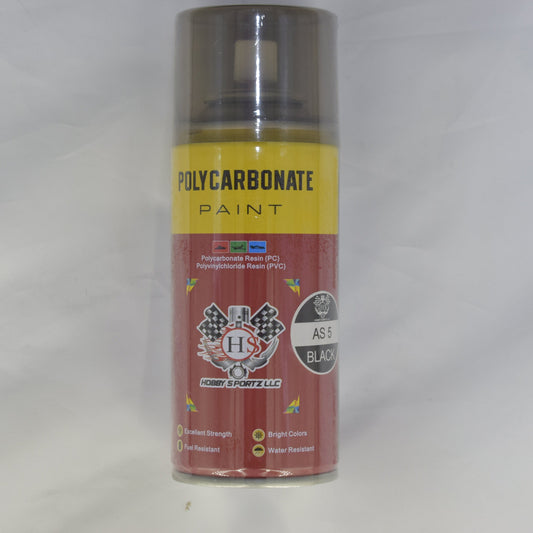 POLYCARBONATE
PAINT
Polycarbonate Resin (PC)
Polyvinylchloride Resin (PVC)
HS
HOBBY SPORTZ LLC
AS 5
BLACK
Excellent Strength
Bright Colors
Fuel Resistant
Water Resistant